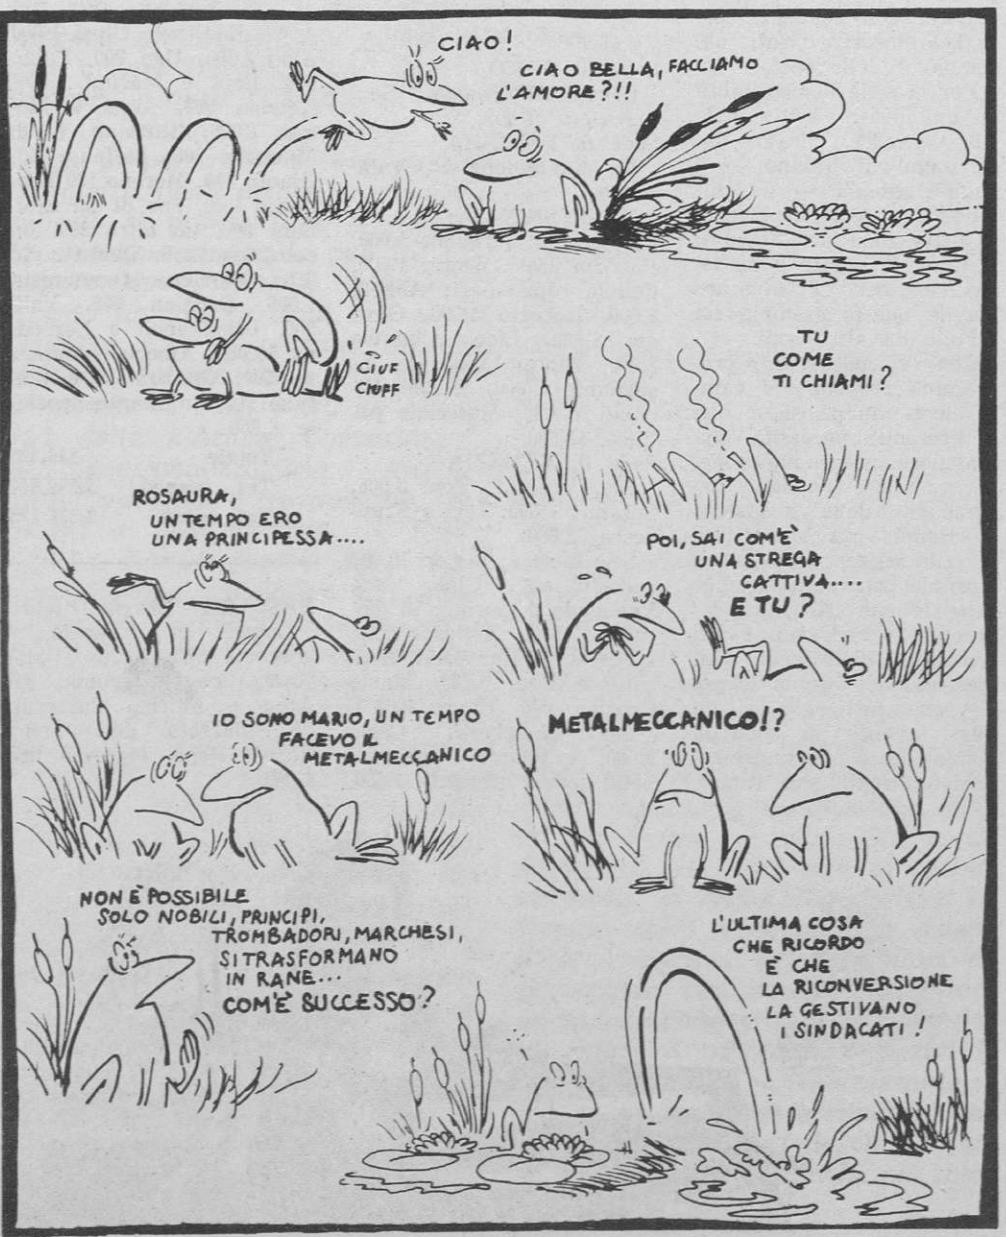 CIAO!
CIAO BELLA, FACCIAMO
L'AMORE?!!
CIUF
CIUFF
TU
COME
TI CHIAMI?
ROSAURA,
UN TEMPO ERO
UNA PRINCIPESSA....
POI, SAI COM'È
UNA STREGA
CATTIVA....
E TU?
IO SONO MARIO, UN TEMPO
FACEVO IL
METALMECCANICO
METALMECCANICO!?
NON È POSSIBILE
SOLO NOBILI, PRINCIPI,
TROMBADORI, MARCHESI,
SI TRASFORMANO
IN RANE...
COM'È SUCCESSO?
L'ULTIMA COSA
CHE RICORDO
È CHE
LA RICONVERSIONE
LA GESTIVANO
I SINDACATI!